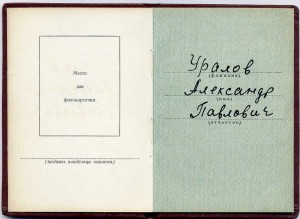 Место
для
фотокарточки
(подпись владельца книжки)
Уралов
(фамилия)
Александр
(имя)
Павлович
(отчество)